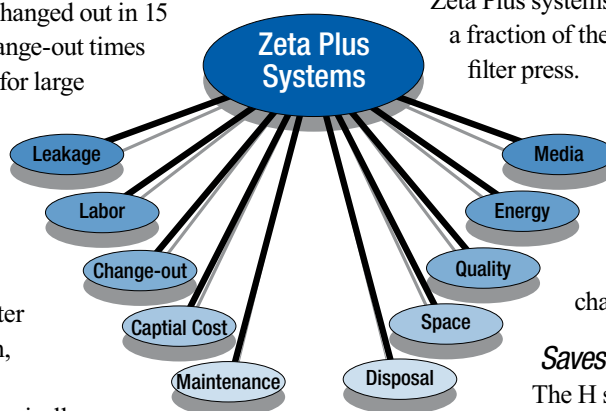 hanged out in 15
ange-out times
for large
Zeta Plus systems
a fraction of the
filter press.
Zeta Plus
Systems
Leakage
Media
Labor
Energy
Change-out
Quality
Captial Cost
Space
Maintenance
Disposal
ter
n,
cha
Saves
The H s